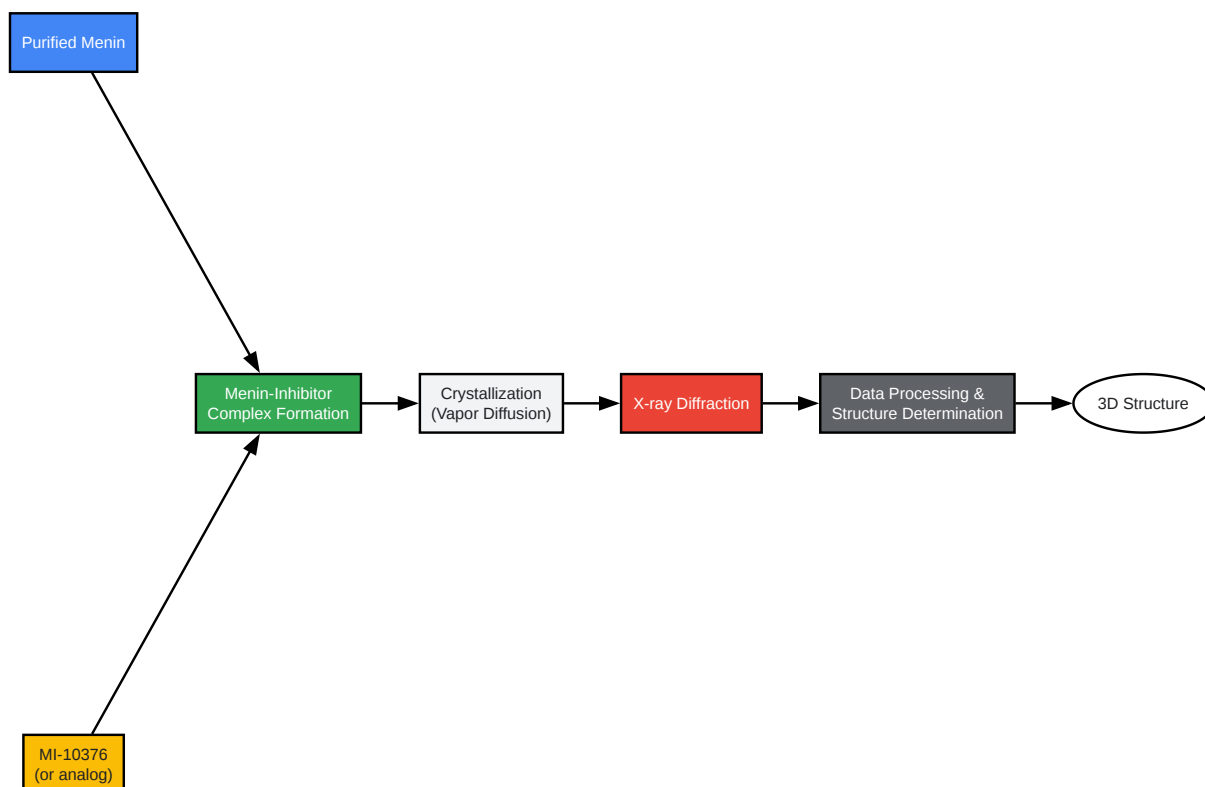 Purified Menin
Menin-Inhibitor
Complex Formation
Crystallization
(Vapor Diffusion)
X-ray Diffraction
Data Processing &
Structure Determination
3D Structure
MI-10376
(or analog)